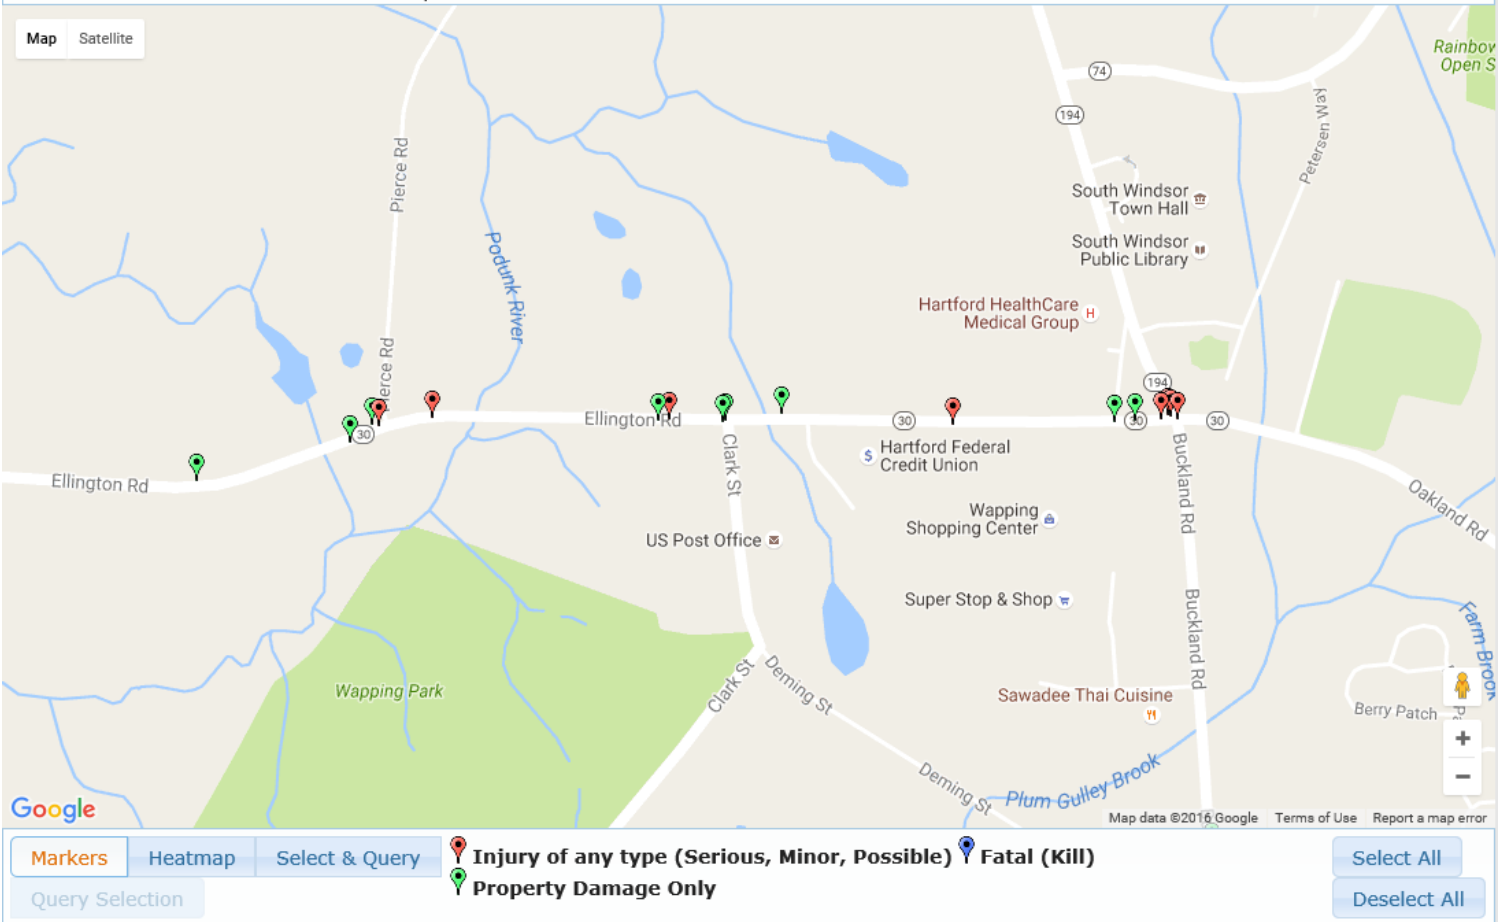 Map
Satellite
74
194
Rainbow
Open S
Petersen Way
Pierce Rd
South Windsor
Town Hall
South Windsor
Public Library
Podunk River
Hartford HealthCare
Medical Group
H
erce Rd
194
30
Ellington Rd
30
30
30
Ellington Rd
Clark St
$
Hartford Federal
Credit Union
Buckland Rd
Oakland Rd
Wapping
Shopping Center
US Post Office
Super Stop & Shop
Buckland Rd
Farm Brook
Wapping Park
Clark St
Deming St
Sawadee Thai Cuisine
Berry Patch
Pa
Deming St
Plum Gulley Brook
+
−
Google
Map data ©2016 Google
Terms of Use
Report a map error
Markers
Heatmap
Select & Query
Injury of any type (Serious, Minor, Possible)
Fatal (Kill)
Select All
Query Selection
Property Damage Only
Deselect All